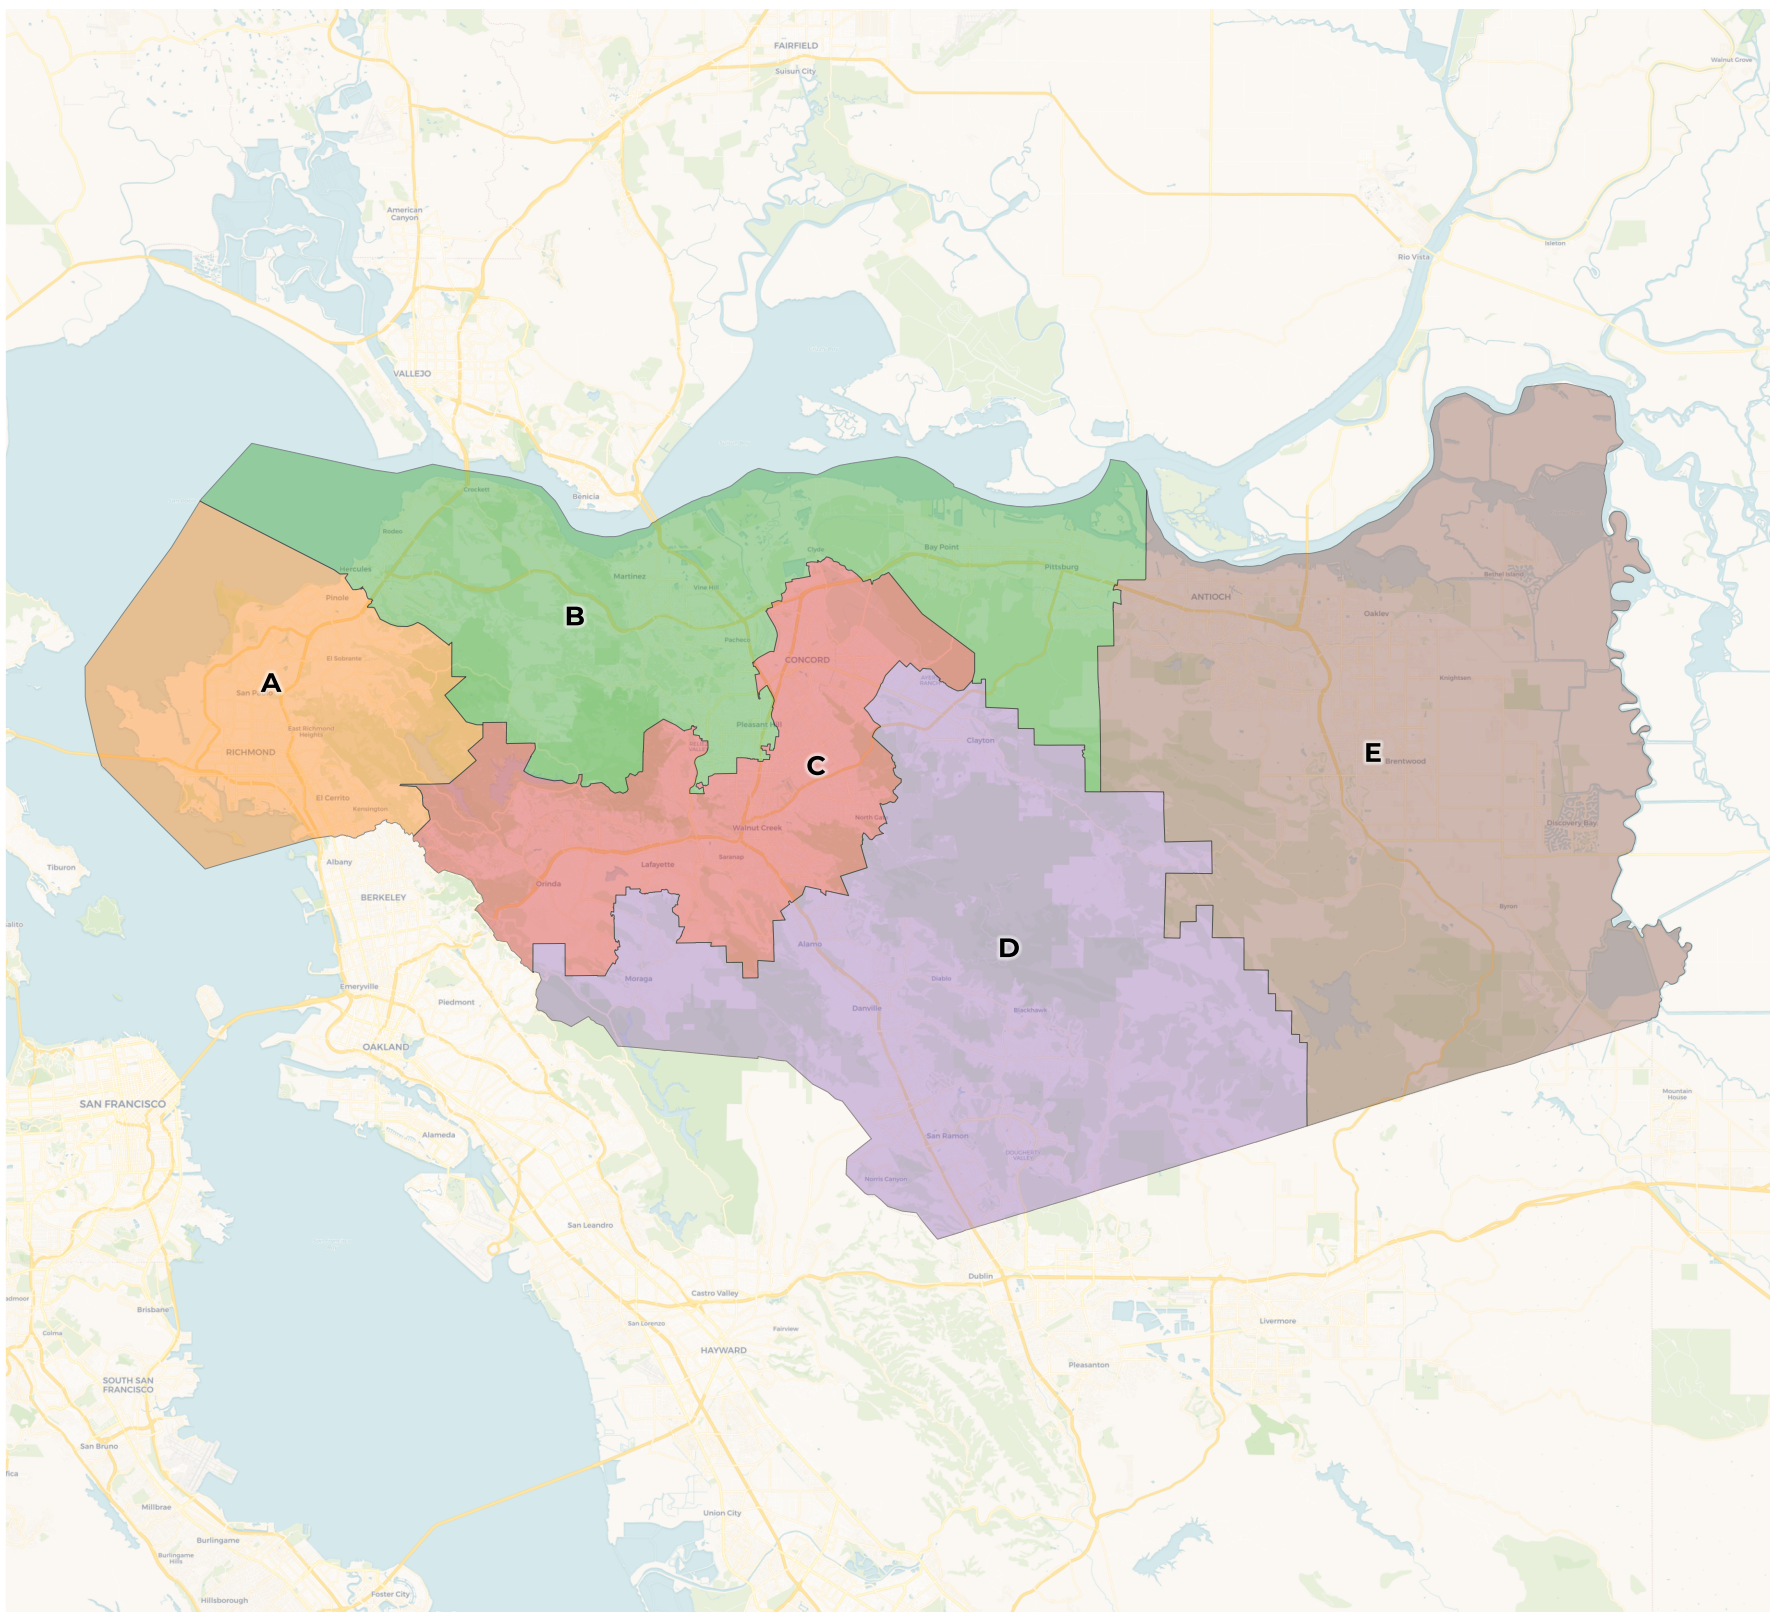 FAIRFIELD
Suisun City
Walnut Grove
American
Canyon
Isleton
Rio Vista
VALLEJO
Crockett
Benicia
Rodeo
Clyde
Bay Point
Hercules
Martinez
Pittsburg
Vine Hill
Bethel Island
Pinole
ANTIOCH
B
Oakley
Pacheco
El Sobrante
CONCORD
Knightsen
A
San Pablo
Pleasant Hill
East Richmond
Heights
Clayton
RICHMOND
E
Brentwood
C
El Cerrito
Kensington
North Gate
Discovery Bay
Walnut Creek
Albany
Saranap
Tiburon
Lafayette
Orinda
BERKELEY
Byron
alito
Alamo
D
Moraga
Diablo
Emeryville
Piedmont
Danville
Blackhawk
OAKLAND
Mountain
House
SAN FRANCISCO
Alameda
San Ramon
DOUGHERTY
VALLEY
Norris Canyon
San Leandro
Dublin
Castro Valley
admoor
Brisbane
San Lorenzo
Livermore
Colma
Fairview
HAYWARD
Pleasanton
SOUTH SAN
FRANCISCO
San Bruno
ifica
Millbrae
Union City
Burlingame
Burlingame
Hills
Foster City
Hillsborough